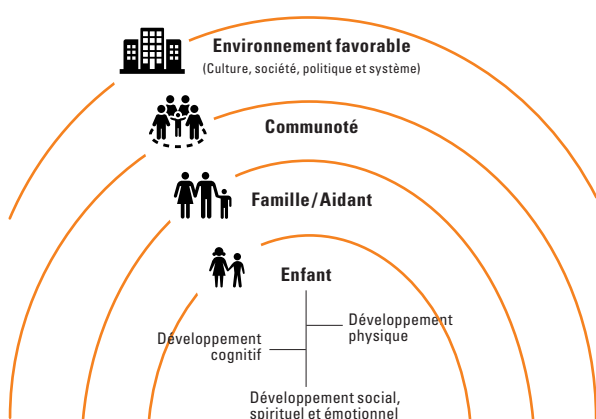 Environnement favorable
(Culture, société, politique et système)
Communoté
Famille/Aidant
Enfant
Développement
physique
Développement
cognitif
Développement social,
spirituel et émotionnel